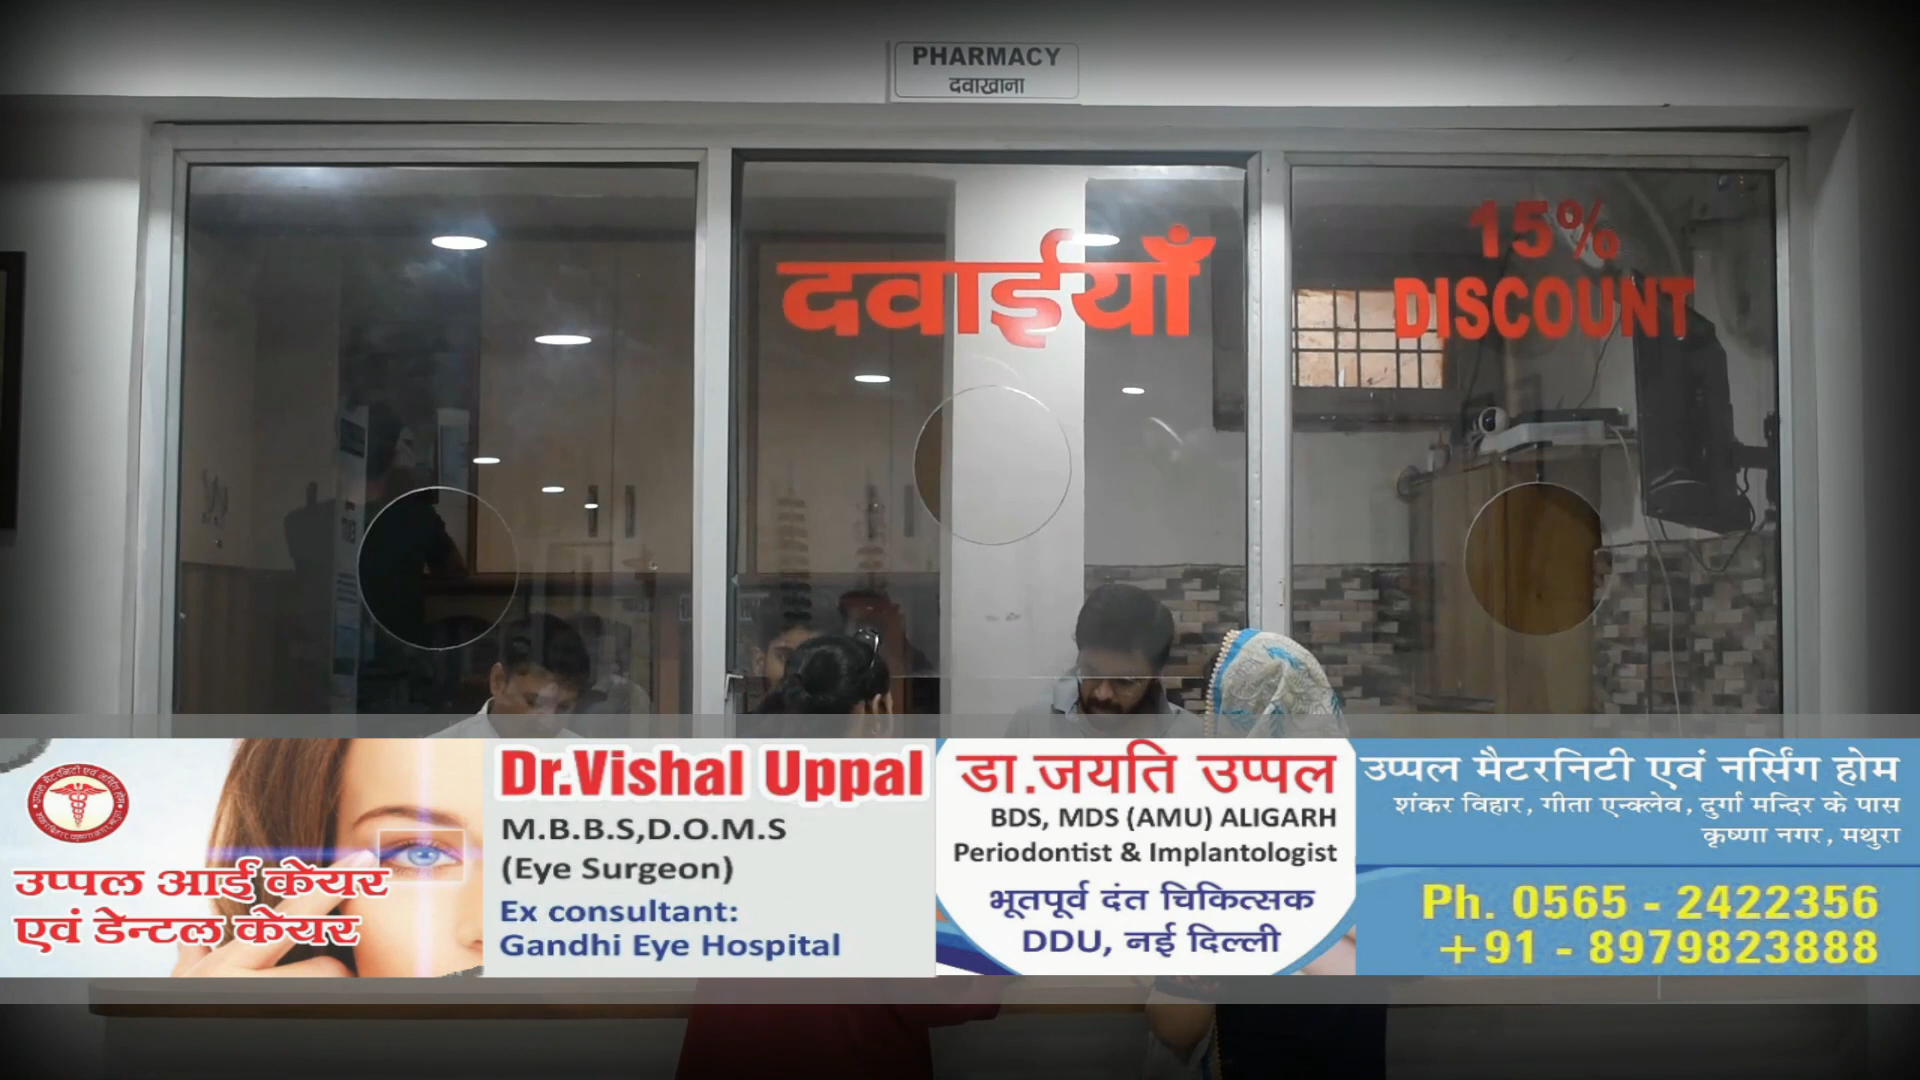 PHARMACY
दवाखाना
दवाईयाँ
15%
DISCOUNT
उप्पल आई केयर
एवं डेन्टल केयर
Dr.Vishal Uppal
M.B.B.S,D.O.M.S
(Eye Surgeon)
Ex consultant:
Gandhi Eye Hospital
डा.जयति उप्पल
BDS, MDS (AMU) ALIGARH
Periodontist & Implantologist
भूतपूर्व दंत चिकित्सक
DDU, नई दिल्ली
उप्पल मैटरनिटी एवं नर्सिंग होम
शंकर विहार, गीता एन्क्लेव, दुर्गा मन्दिर के पास
कृष्णा नगर, मथुरा
Ph. 0565 - 2422356
+91 - 8979823888